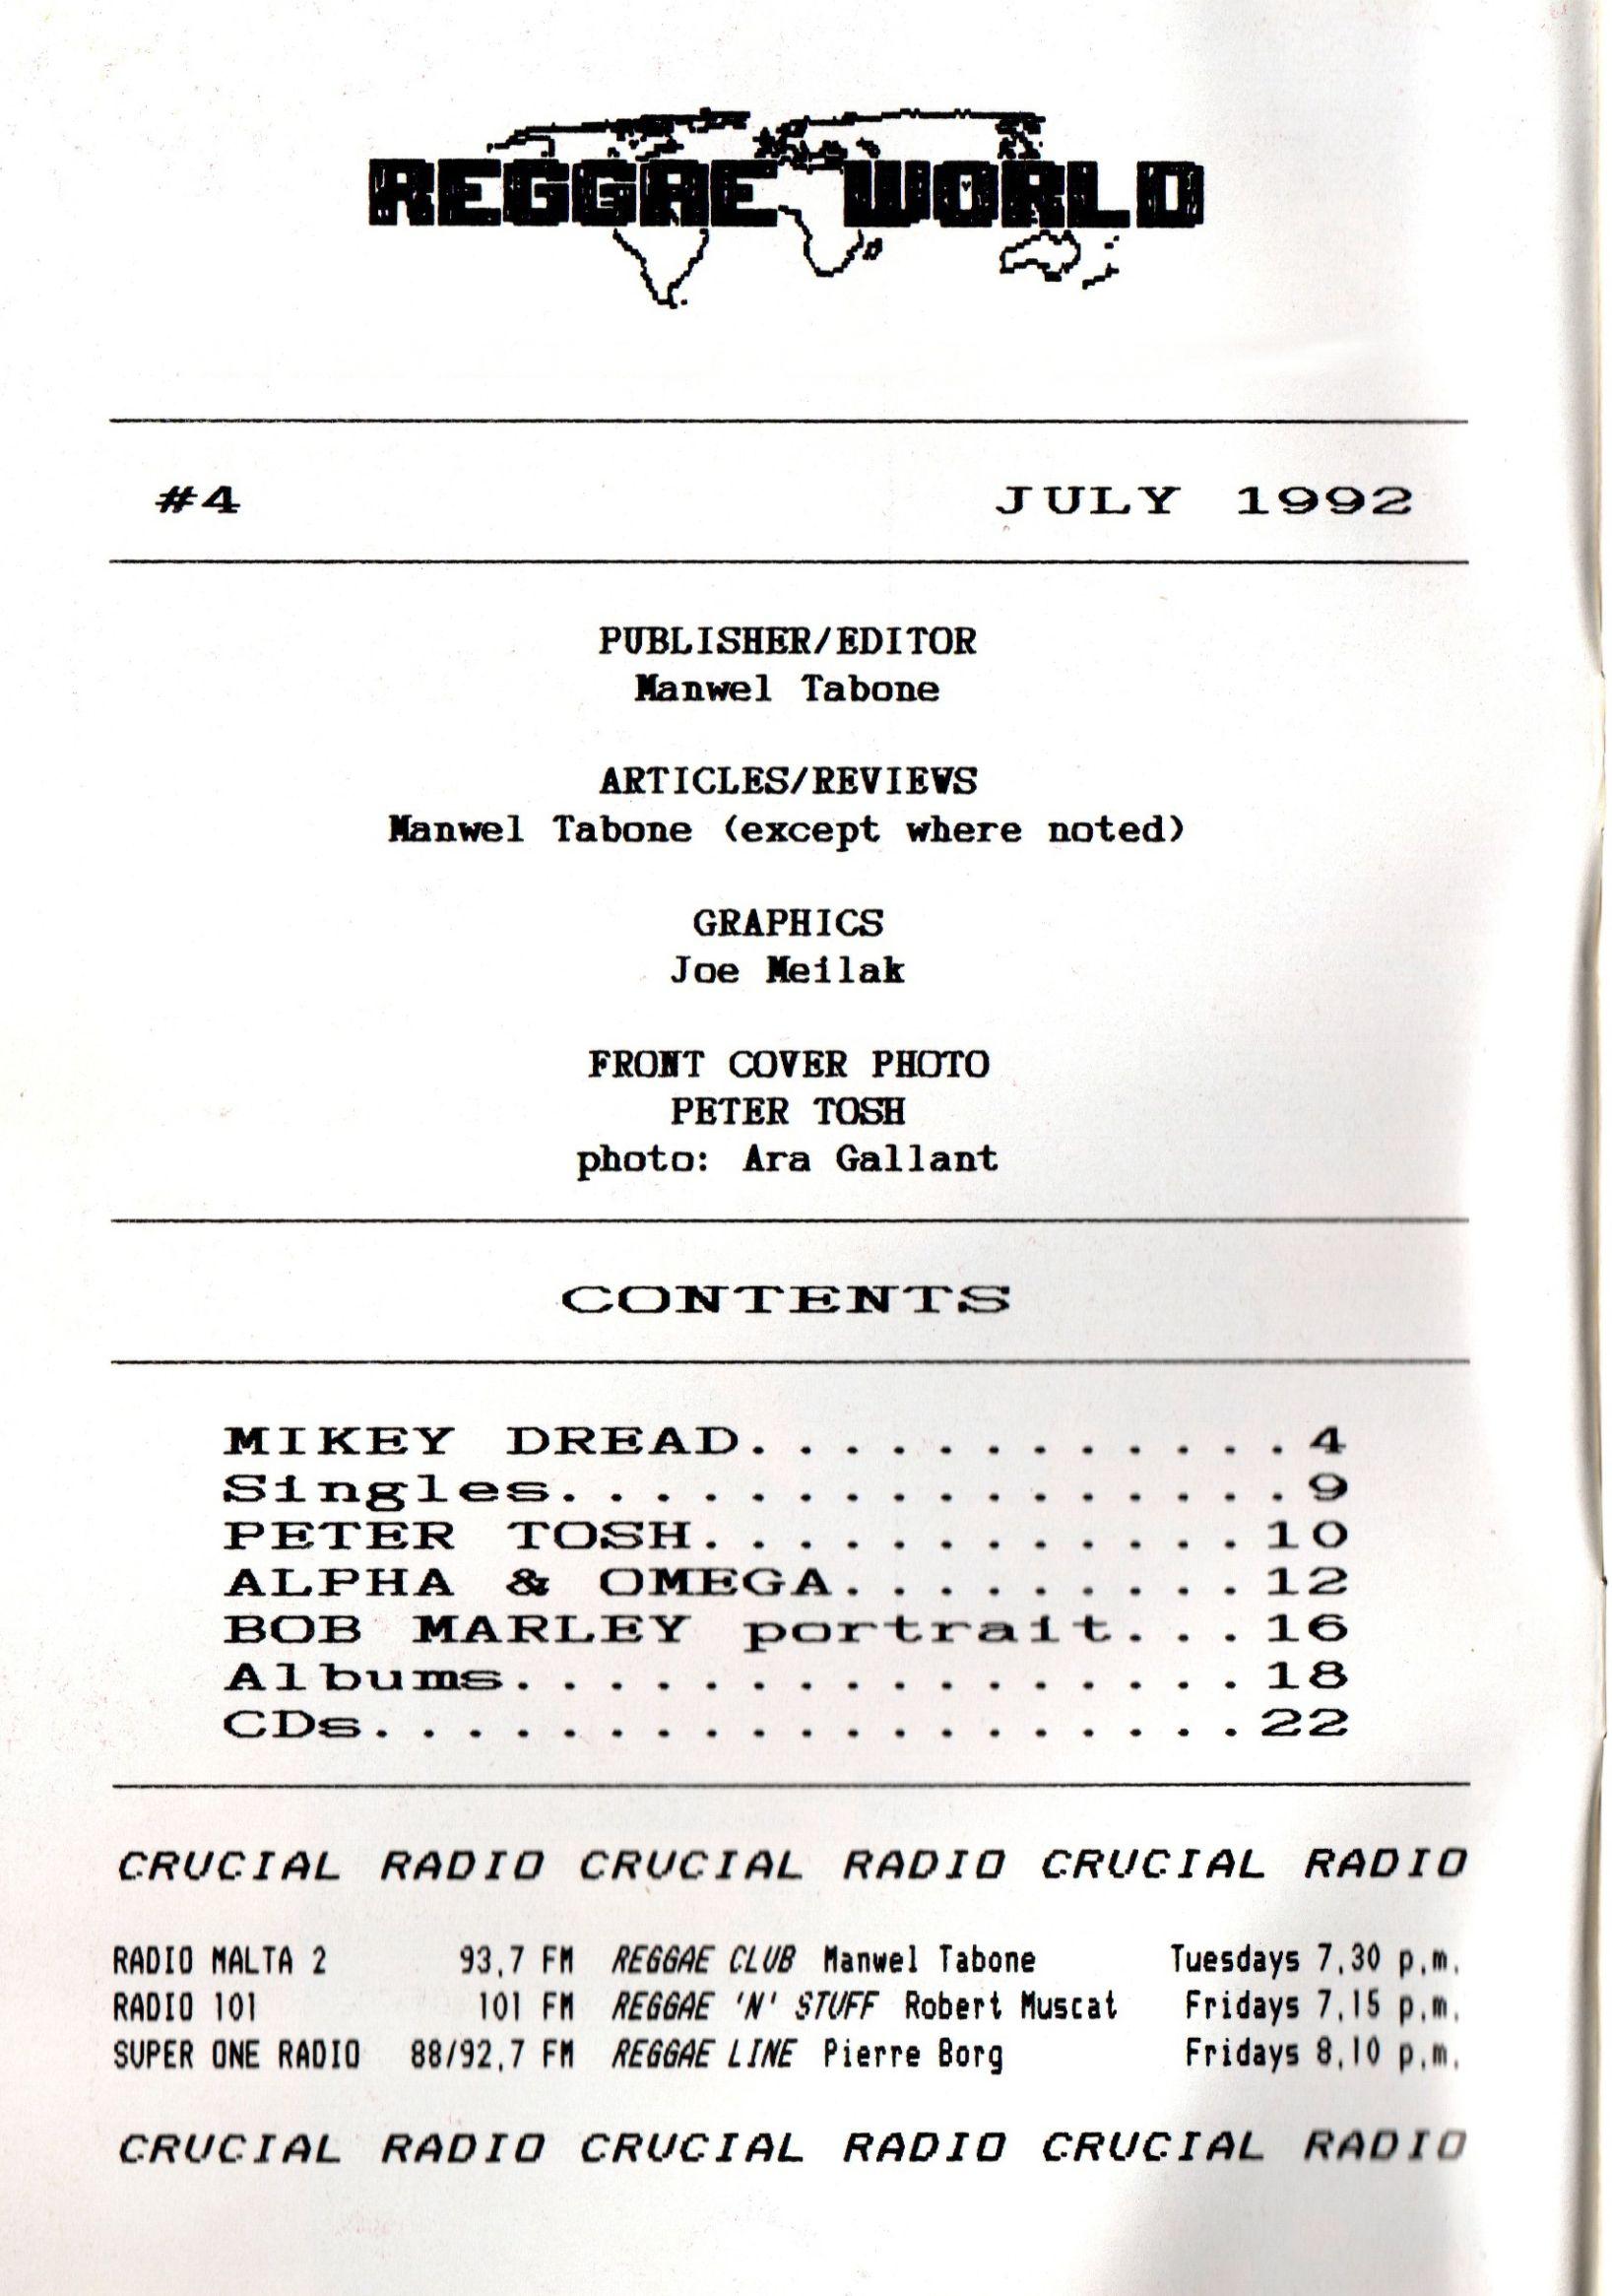 REGGAE WORLD
#4 JULY 1992
PUBLISHER/EDITOR
Manwel Tabone
ARTICLES/REVIEWS
Manwel Tabone (except where noted)
GRAPHICS
Joe Meilak
FRONT COVER PHOTO
PETER TOSH
photo: Ara Gallant
CONTENTS
MIKEY DREAD............4
Singles................9
PETER TOSH............10
ALPHA & OMEGA.........12
BOB MARLEY portrait...16
Albums................18
CDs...................22
CRUCIAL RADIO CRUCIAL RADIO CRUCIAL RADIO
RADIO MALTA 2 93.7 FM REGGAE CLUB Manwel Tabone Tuesdays 7.30 p.m.
RADIO 101 101 FM REGGAE 'N' STUFF Robert Muscat Fridays 7.15 p.m.
SUPER ONE RADIO 88/92.7 FM REGGAE LINE Pierre Borg Fridays 8.10 p.m.
CRUCIAL RADIO CRUCIAL RADIO CRUCIAL RADIO